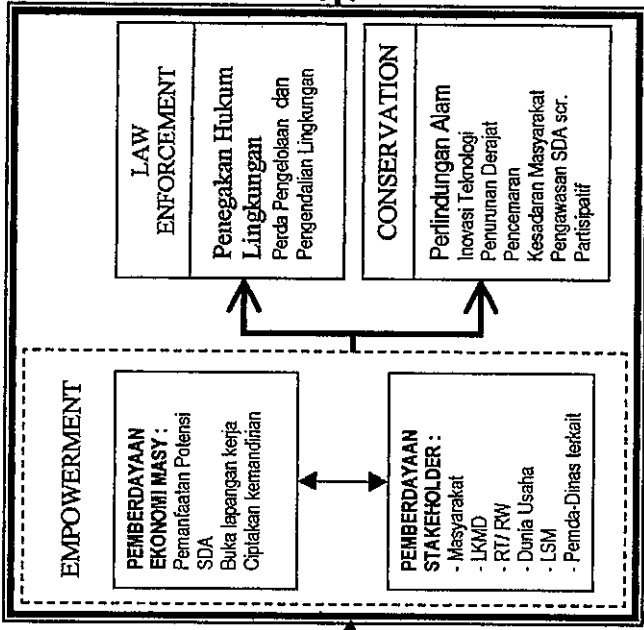 EMPOWERMENT
PEMBERDAYAAN
EKONOMI MASY :
Pemanfaatan Potensi
SDA
Buka lapangan kerja
Ciptakan kemandirian
PEMBERDAYAAN
STAKEHOLDER :
- Masyarakat
- LKMD
- RT/ RW
- Dunia Usaha
- LSM
- Pemda-Dinas terkait
LAW
ENFORCEMENT
Penegakan Hukum
Lingkungan
Perda Pengelolaan dan
Pengendalian Lingkungan
CONSERVATION
Perlindungan Alam
Inovasi Teknologi
Penurunan Derajat
Pencemaran
Kesadaran Masyarakat
Pengawasan SDA scr.
Partisipatif